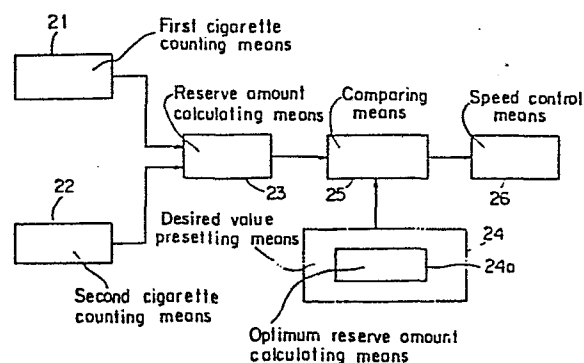 21
First cigarette
counting means
Reserve amount
calculating means
23
Comparing
means
25
Speed control
means
26
22
Second cigarette
counting means
Desired value
presetting means
24
24a
Optimum reserve amount
calculating means